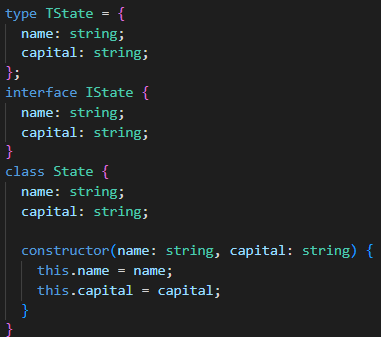 type TState = {
  name: string;
  capital: string;
};
interface IState {
  name: string;
  capital: string;
}
class State {
  name: string;
  capital: string;

  constructor(name: string, capital: string) {
    this.name = name;
    this.capital = capital;
  }
}